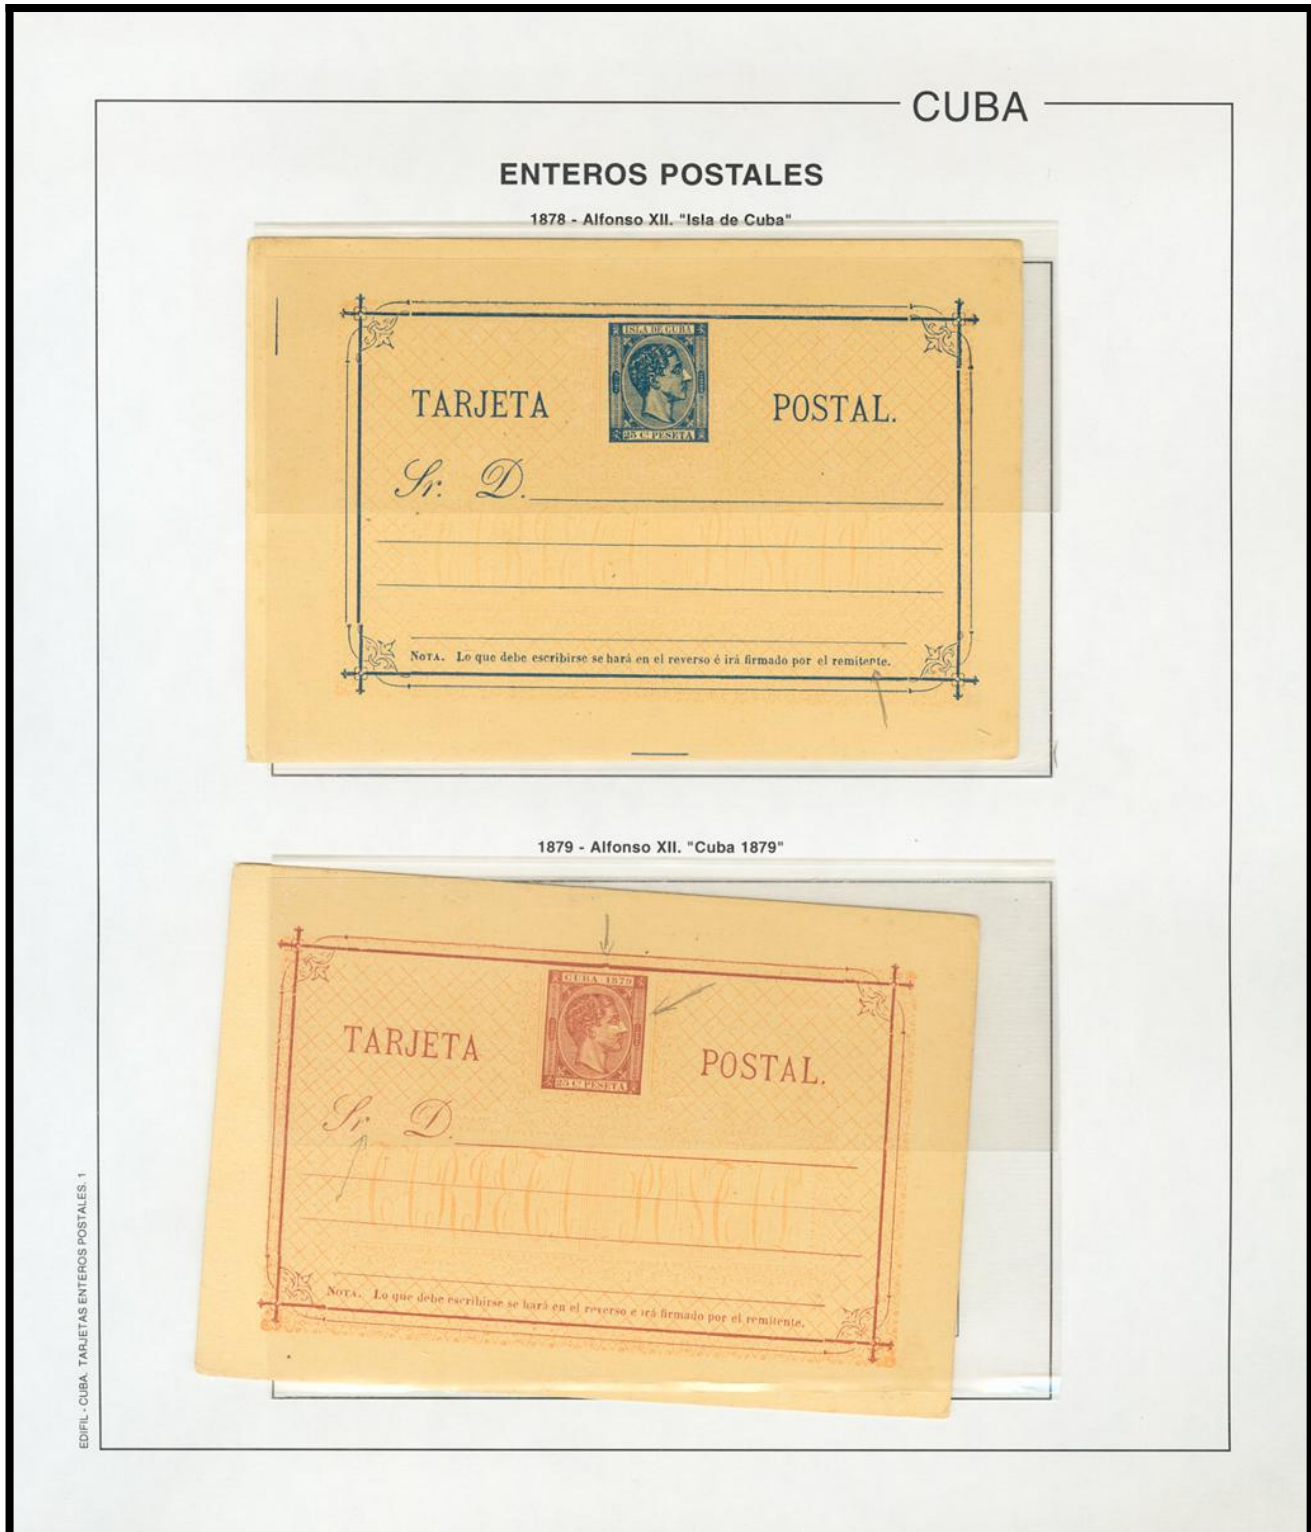 CUBA
ENTEROS POSTALES
1878 - Alfonso XII. "Isla de Cuba"
ISLA DE CUBA
TARJETA POSTAL.
25 Cs PESETA
Sr. D.
NOTA. Lo que debe escribirse se hará en el reverso é irá firmado por el remitente.
1879 - Alfonso XII. "Cuba 1879"
CUBA 1879
TARJETA POSTAL.
25 Cs PESETA
Sr D.
NOTA. Lo que debe escribirse se hará en el reverso e irá firmado por el remitente.
EDIFIL - CUBA. TARJETAS ENTEROS POSTALES. 1